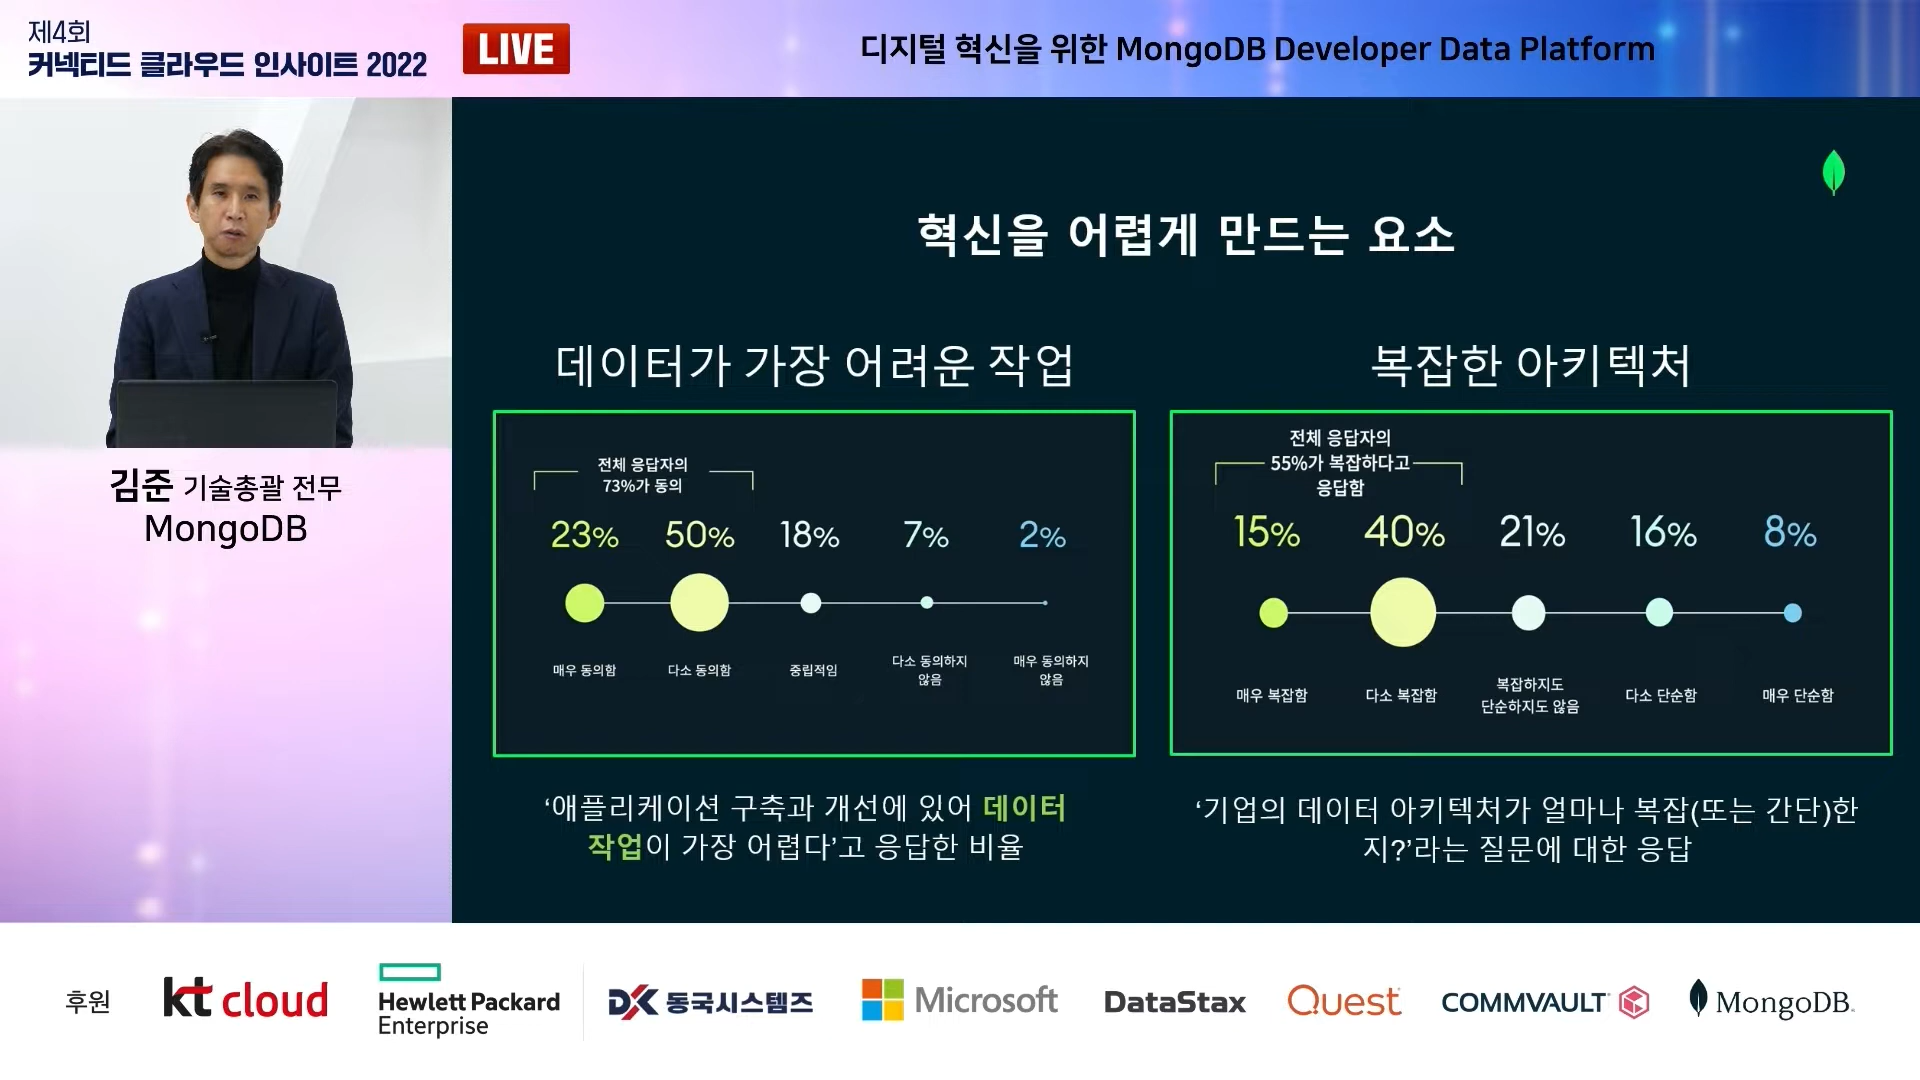 제4회
커넥티드 클라우드 인사이트 2022
LIVE
디지털 혁신을 위한 MongoDB Developer Data Platform
김준 기술총괄 전무
MongoDB
혁신을 어렵게 만드는 요소
데이터가 가장 어려운 작업
전체 응답자의
73%가 동의
23% 50% 18% 7% 2%
매우 동의함 다소 동의함 중립적임 다소 동의하지 않음 매우 동의하지 않음
‘애플리케이션 구축과 개선에 있어 데이터
작업이 가장 어렵다’고 응답한 비율
복잡한 아키텍처
전체 응답자의
55%가 복잡하다고
응답함
15% 40% 21% 16% 8%
매우 복잡함 다소 복잡함 복잡하지도 단순하지도 않음 다소 단순함 매우 단순함
‘기업의 데이터 아키텍처가 얼마나 복잡(또는 간단)한
지?’라는 질문에 대한 응답
후원
kt cloud
Hewlett Packard
Enterprise
DK 동국시스템즈
Microsoft
DataStax
Quest
COMMVAULT
MongoDB.